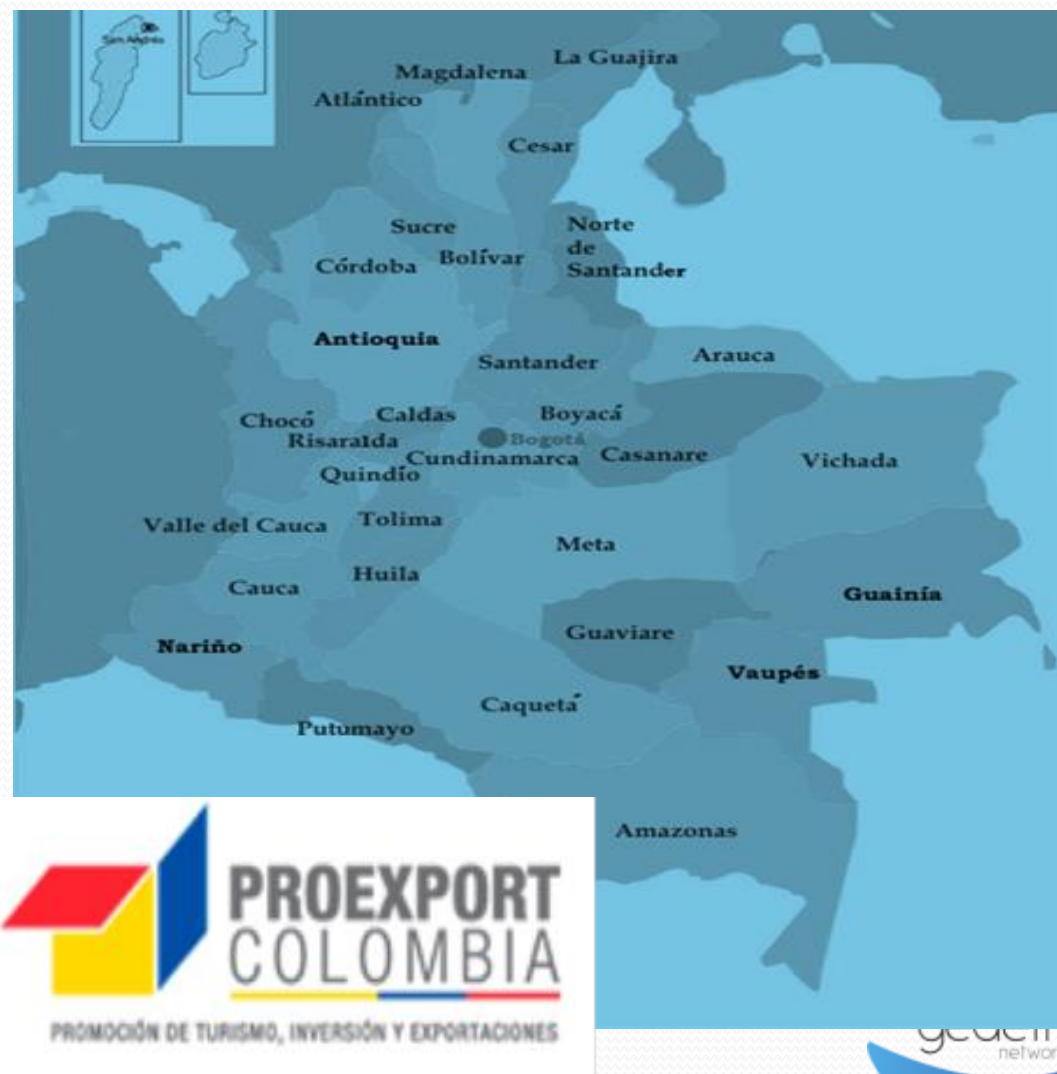 San Andrés
La Guajira
Magdalena
Atlántico
Cesar
Sucre
Norte
de
Santander
Bolívar
Córdoba
Antioquia
Santander
Arauca
Chocó
Caldas
Boyacá
Risaralda
Bogotá
Cundinamarca
Casanare
Vichada
Quindío
Valle del Cauca
Tolima
Meta
Huila
Cauca
Guainía
Guaviare
Nariño
Vaupés
Caquetá
Putumayo
Amazonas
PROEXPORT
COLOMBIA
PROMOCIÓN DE TURISMO, INVERSIÓN Y EXPORTACIONES